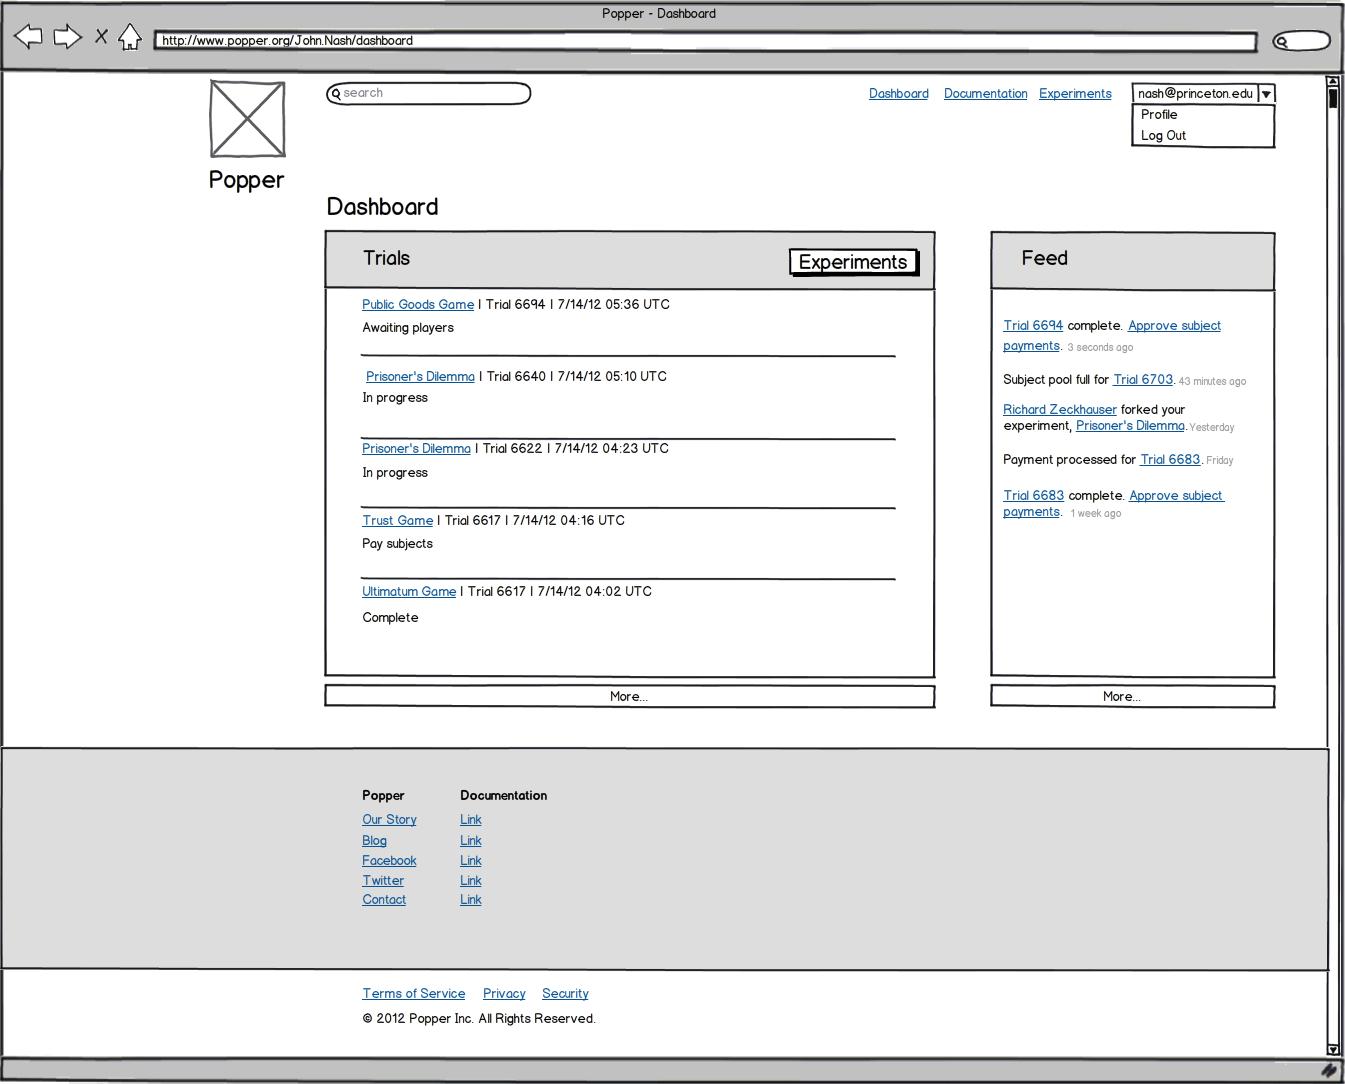 Popper - Dashboard
http://www.popper.org/John.Nash/dashboard
search
Dashboard Documentation Experiments nash@princeton.edu
Profile
Log Out
Popper
Dashboard
Trials
Experiments
Public Goods Game | Trial 6694 | 7/14/12 05:36 UTC
Awaiting players
Prisoner's Dilemma | Trial 6640 | 7/14/12 05:10 UTC
In progress
Prisoner's Dilemma | Trial 6622 | 7/14/12 04:23 UTC
In progress
Trust Game | Trial 6617 | 7/14/12 04:16 UTC
Pay subjects
Ultimatum Game | Trial 6617 | 7/14/12 04:02 UTC
Complete
More...
Feed
Trial 6694 complete. Approve subject
payments. 3 seconds ago
Subject pool full for Trial 6703. 43 minutes ago
Richard Zeckhauser forked your
experiment, Prisoner's Dilemma. Yesterday
Payment processed for Trial 6683. Friday
Trial 6683 complete. Approve subject
payments. 1 week ago
More...
Popper
Our Story
Blog
Facebook
Twitter
Contact
Documentation
Link
Link
Link
Link
Link
Terms of Service Privacy Security
© 2012 Popper Inc. All Rights Reserved.